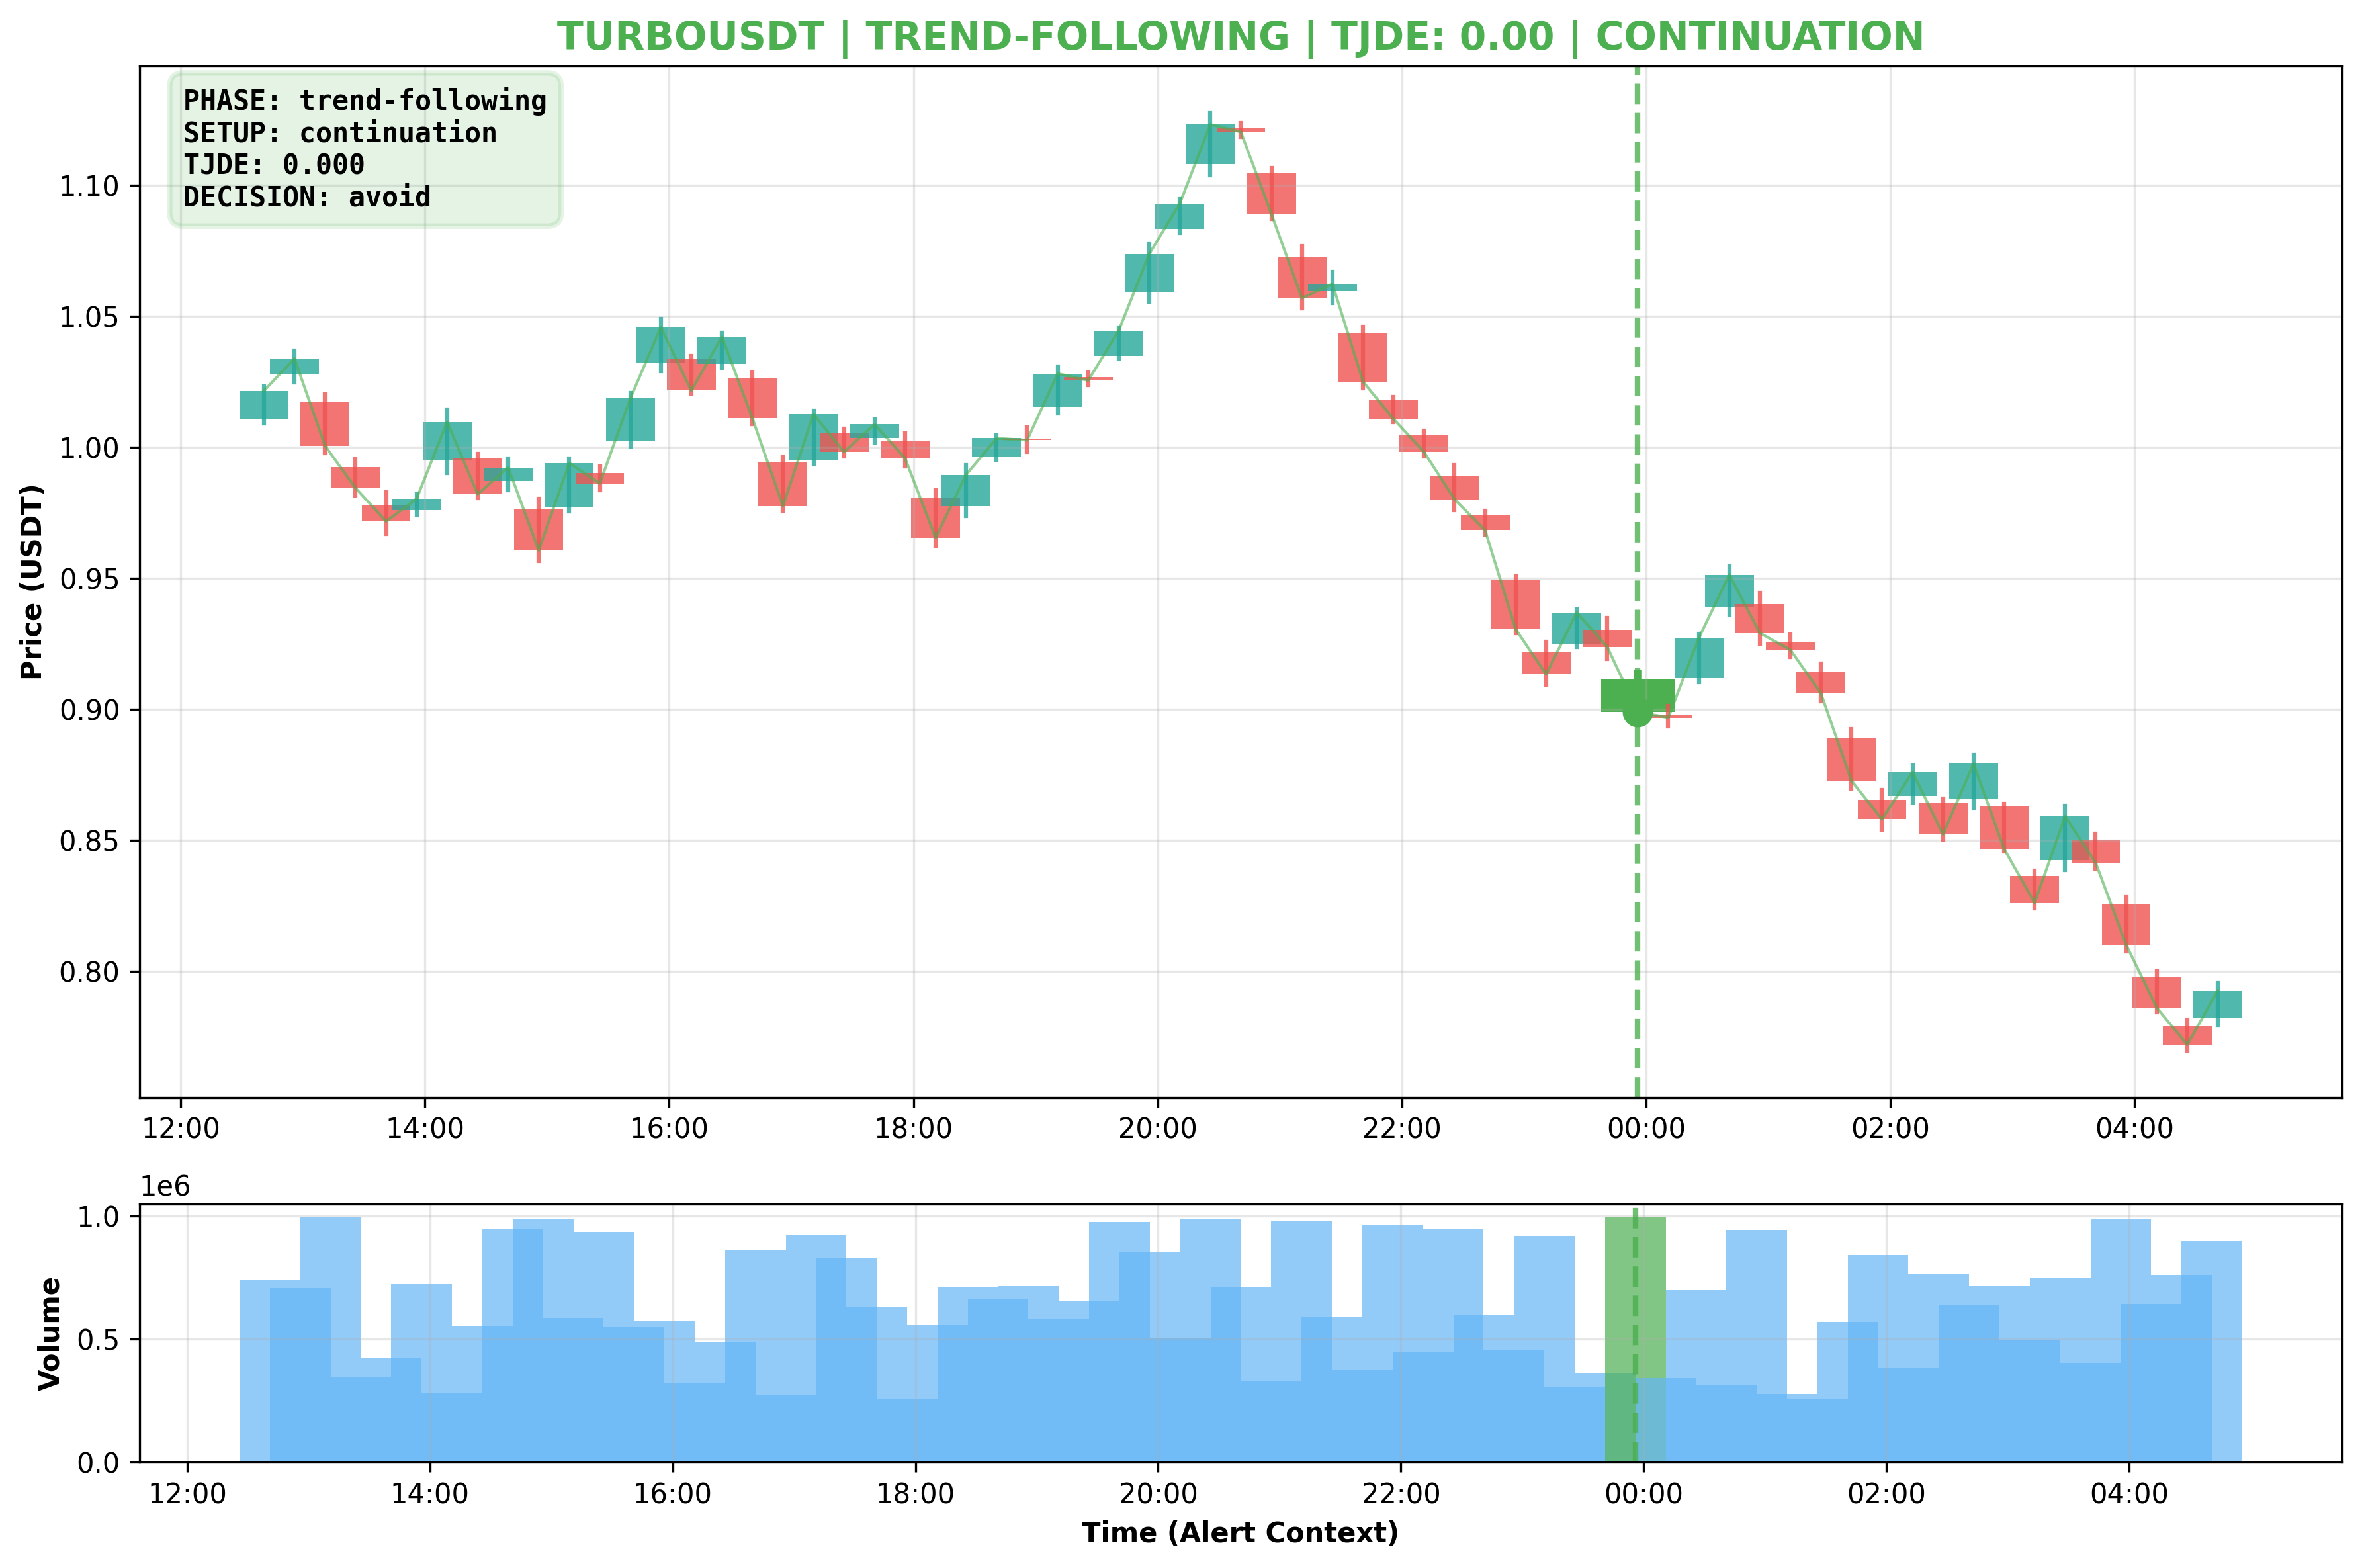 TURBOUSDT | TREND-FOLLOWING | TJDE: 0.00 | CONTINUATION
PHASE: trend-following
SETUP: continuation
TJDE: 0.000
DECISION: avoid
Price (USDT)
1.10
1.05
1.00
0.95
0.90
0.85
0.80
12:00 14:00 16:00 18:00 20:00 22:00 00:00 02:00 04:00
1e6
Volume
1.0
0.5
0.0
12:00 14:00 16:00 18:00 20:00 22:00 00:00 02:00 04:00
Time (Alert Context)